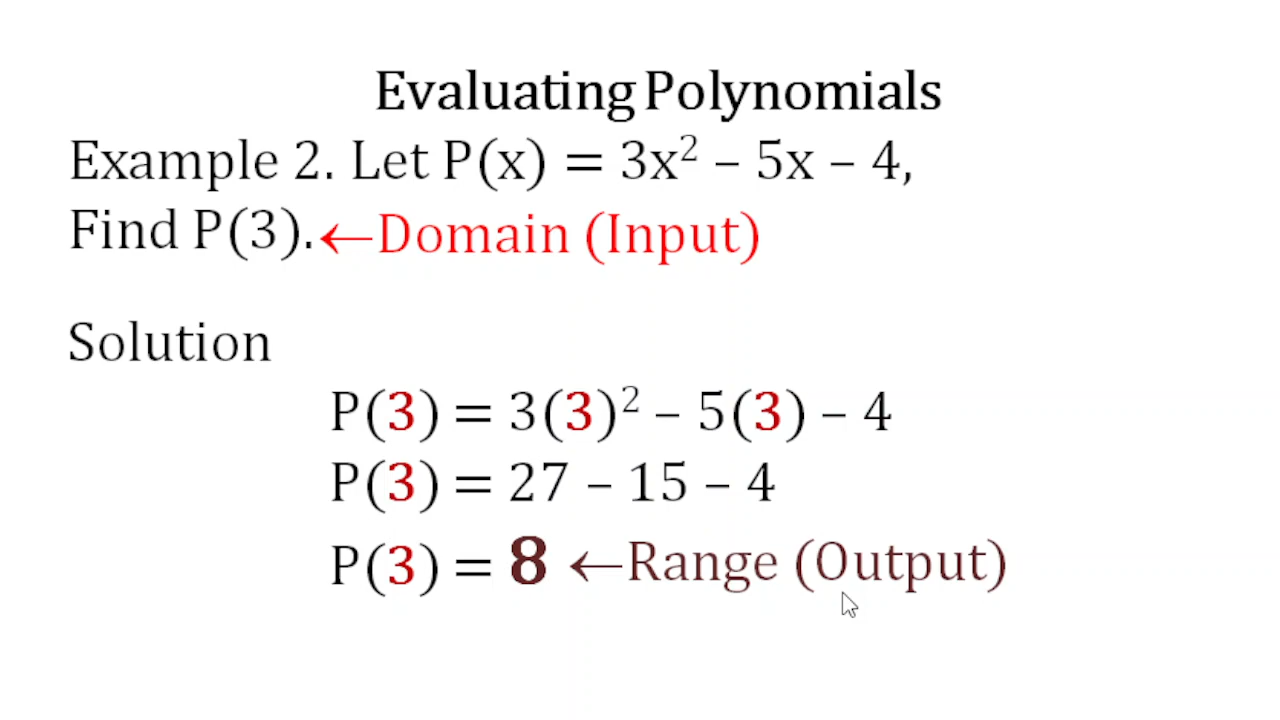 Evaluating Polynomials
Example 2. Let P(x) = 3x² – 5x – 4,
Find P(3). ←Domain (Input)
Solution
P(3) = 3(3)² – 5(3) – 4
P(3) = 27 – 15 – 4
P(3) = 8 ←Range (Output)